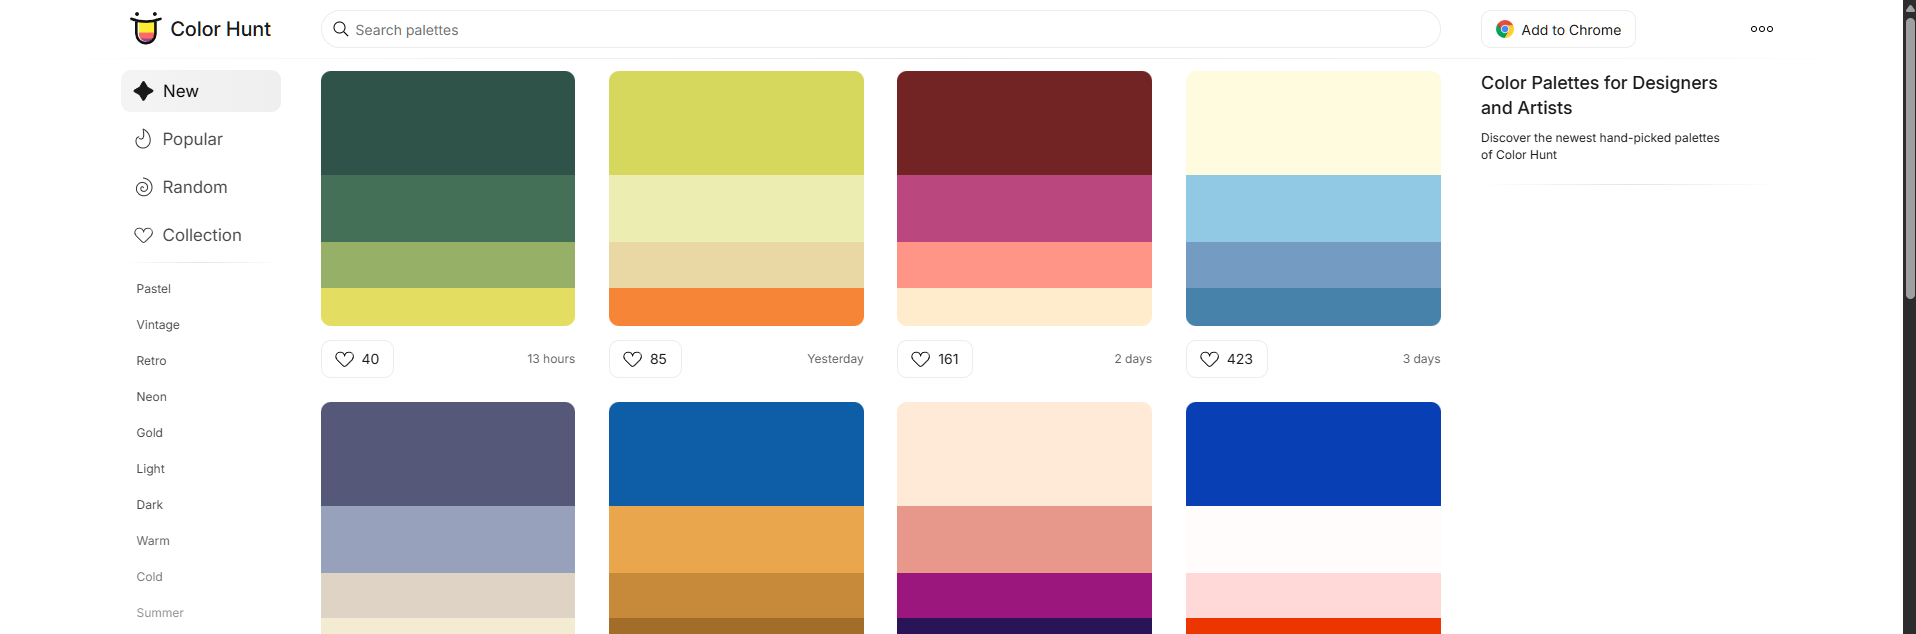 Color Hunt
Search palettes
Add to Chrome
New
Popular
Random
Collection
Pastel
Vintage
Retro
Neon
Gold
Light
Dark
Warm
Cold
Summer
40
13 hours
85
Yesterday
161
2 days
423
3 days
Color Palettes for Designers
and Artists
Discover the newest hand-picked palettes
of Color Hunt